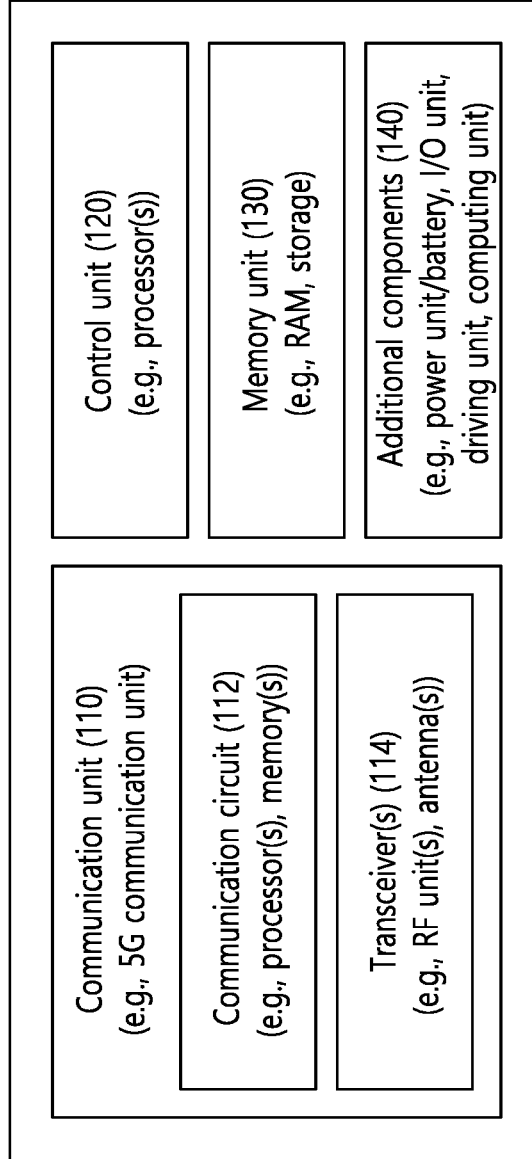 Communication unit (110)
(e.g., 5G communication unit)
Communication circuit (112)
(e.g., processor(s), memory(s))
Transceiver(s) (114)
(e.g., RF unit(s), antenna(s))
Control unit (120)
(e.g., processor(s))
Memory unit (130)
(e.g., RAM, storage)
Additional components (140)
(e.g., power unit/battery, I/O unit,
driving unit, computing unit)